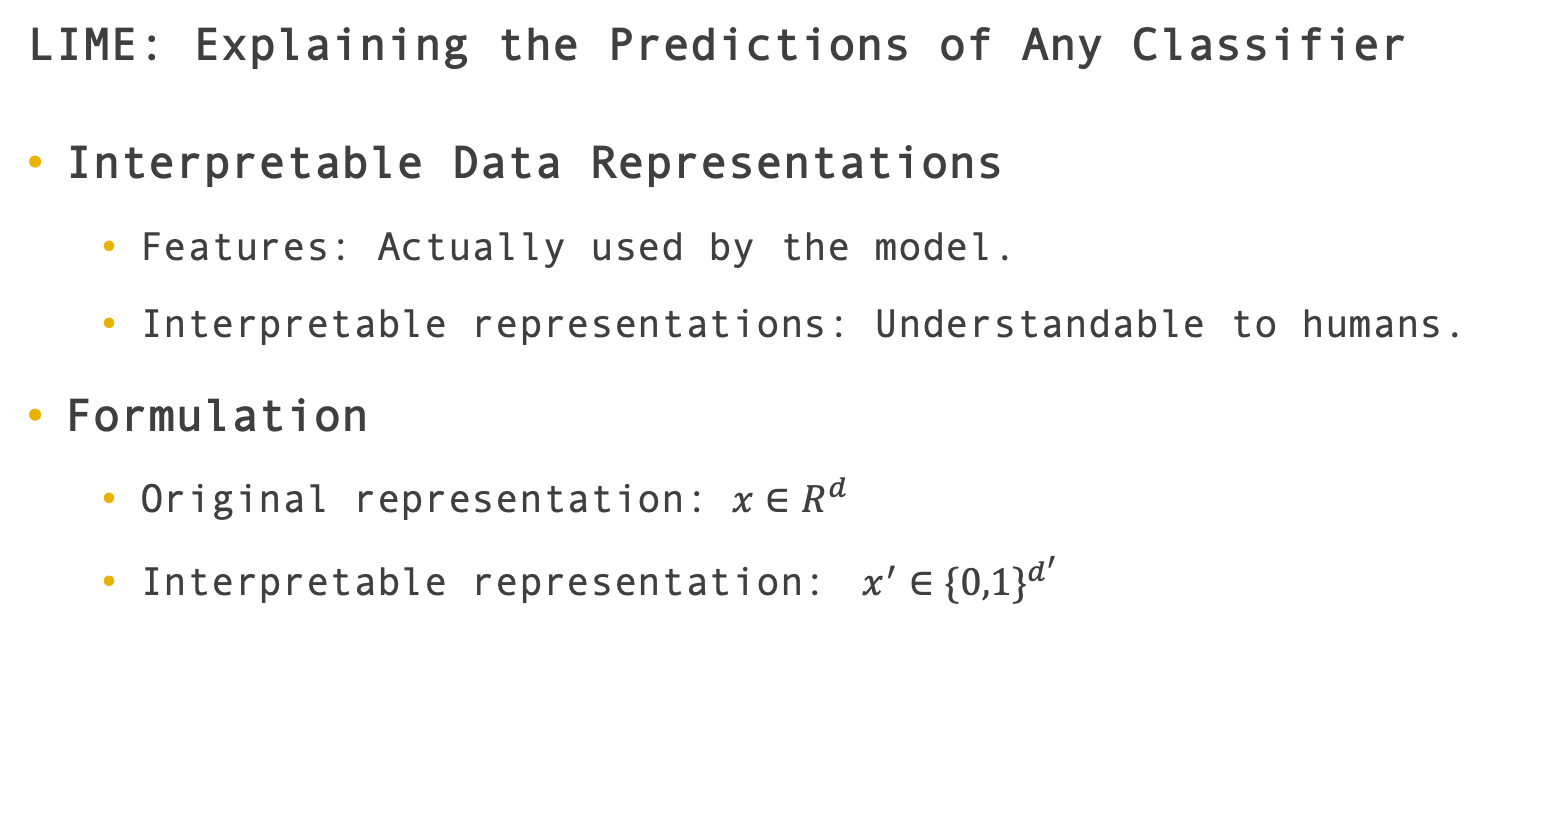 LIME: Explaining the Predictions of Any Classifier
• Interpretable Data Representations
• Features: Actually used by the model.
• Interpretable representations: Understandable to humans.
• Formulation
• Original representation: x ∈ R^d
• Interpretable representation: x′ ∈ {0,1}^d′